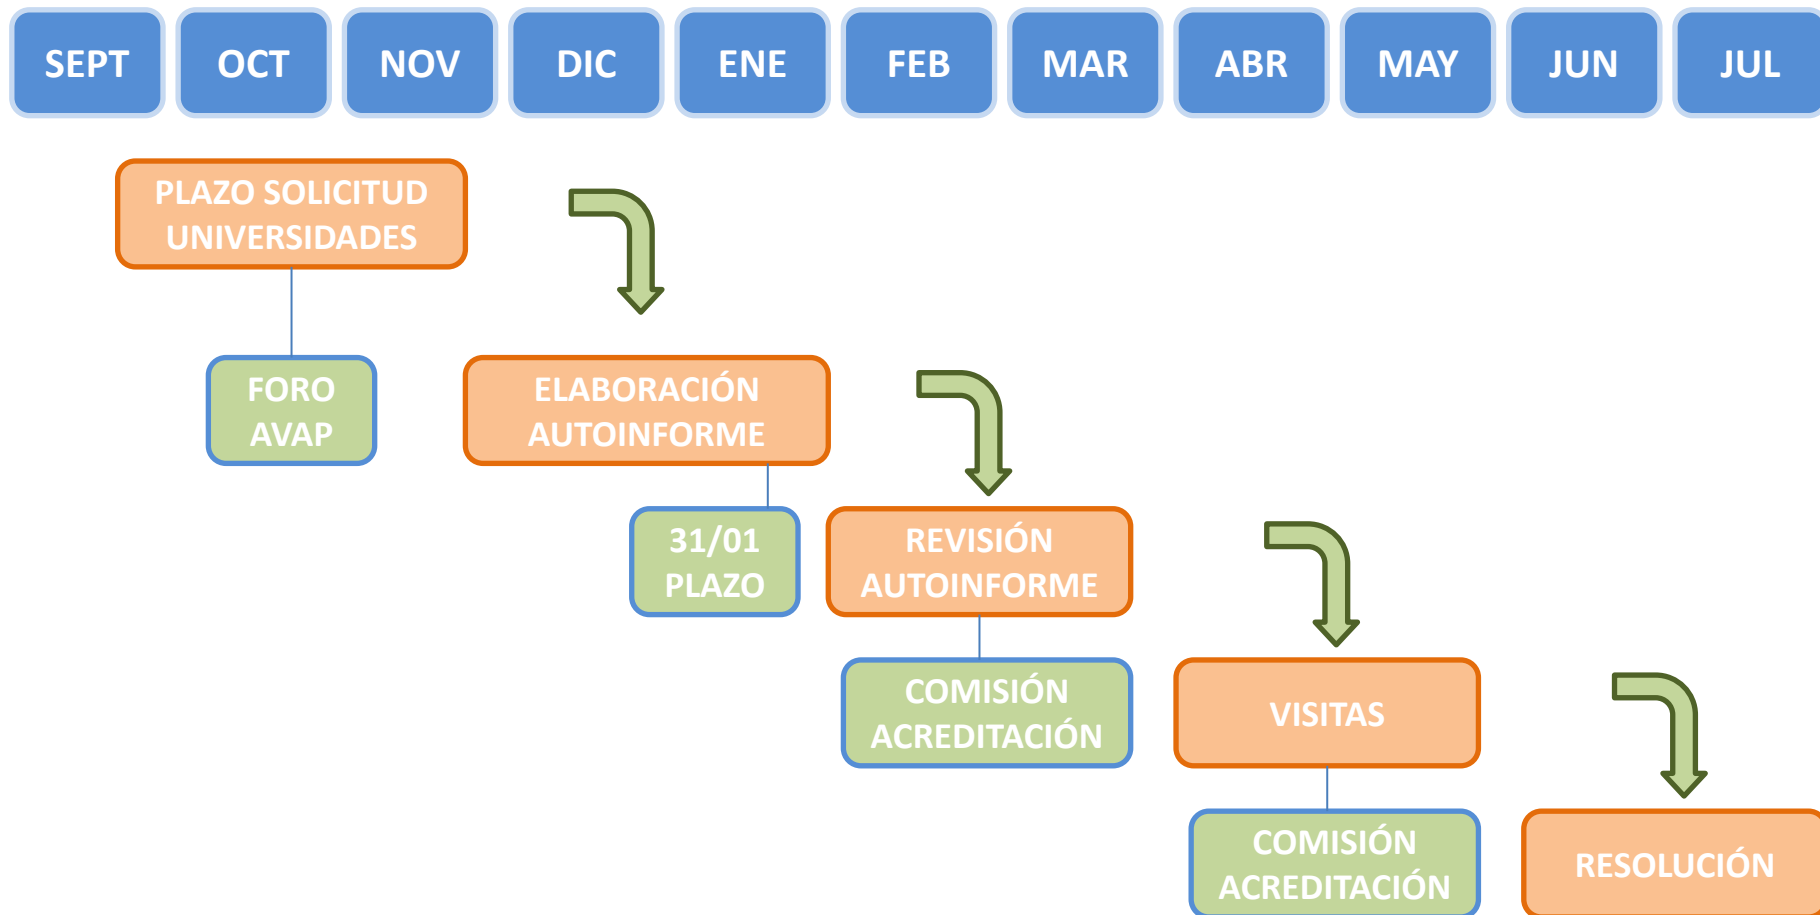 SEPT OCT NOV DIC ENE FEB MAR ABR MAY JUN JUL
PLAZO SOLICITUD
UNIVERSIDADES
FORO
AVAP
ELABORACIÓN
AUTOINFORME
31/01
PLAZO
REVISIÓN
AUTOINFORME
COMISIÓN
ACREDITACIÓN
VISITAS
COMISIÓN
ACREDITACIÓN
RESOLUCIÓN